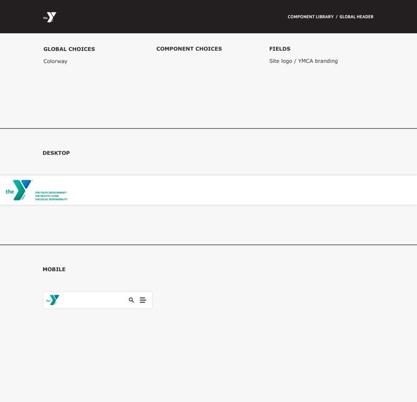 the Y
COMPONENT LIBRARY / GLOBAL HEADER
GLOBAL CHOICES
Colorway
COMPONENT CHOICES
FIELDS
Site logo / YMCA branding
DESKTOP
the Y
FOR YOUTH DEVELOPMENT
FOR HEALTHY LIVING
FOR SOCIAL RESPONSIBILITY
MOBILE
the Y